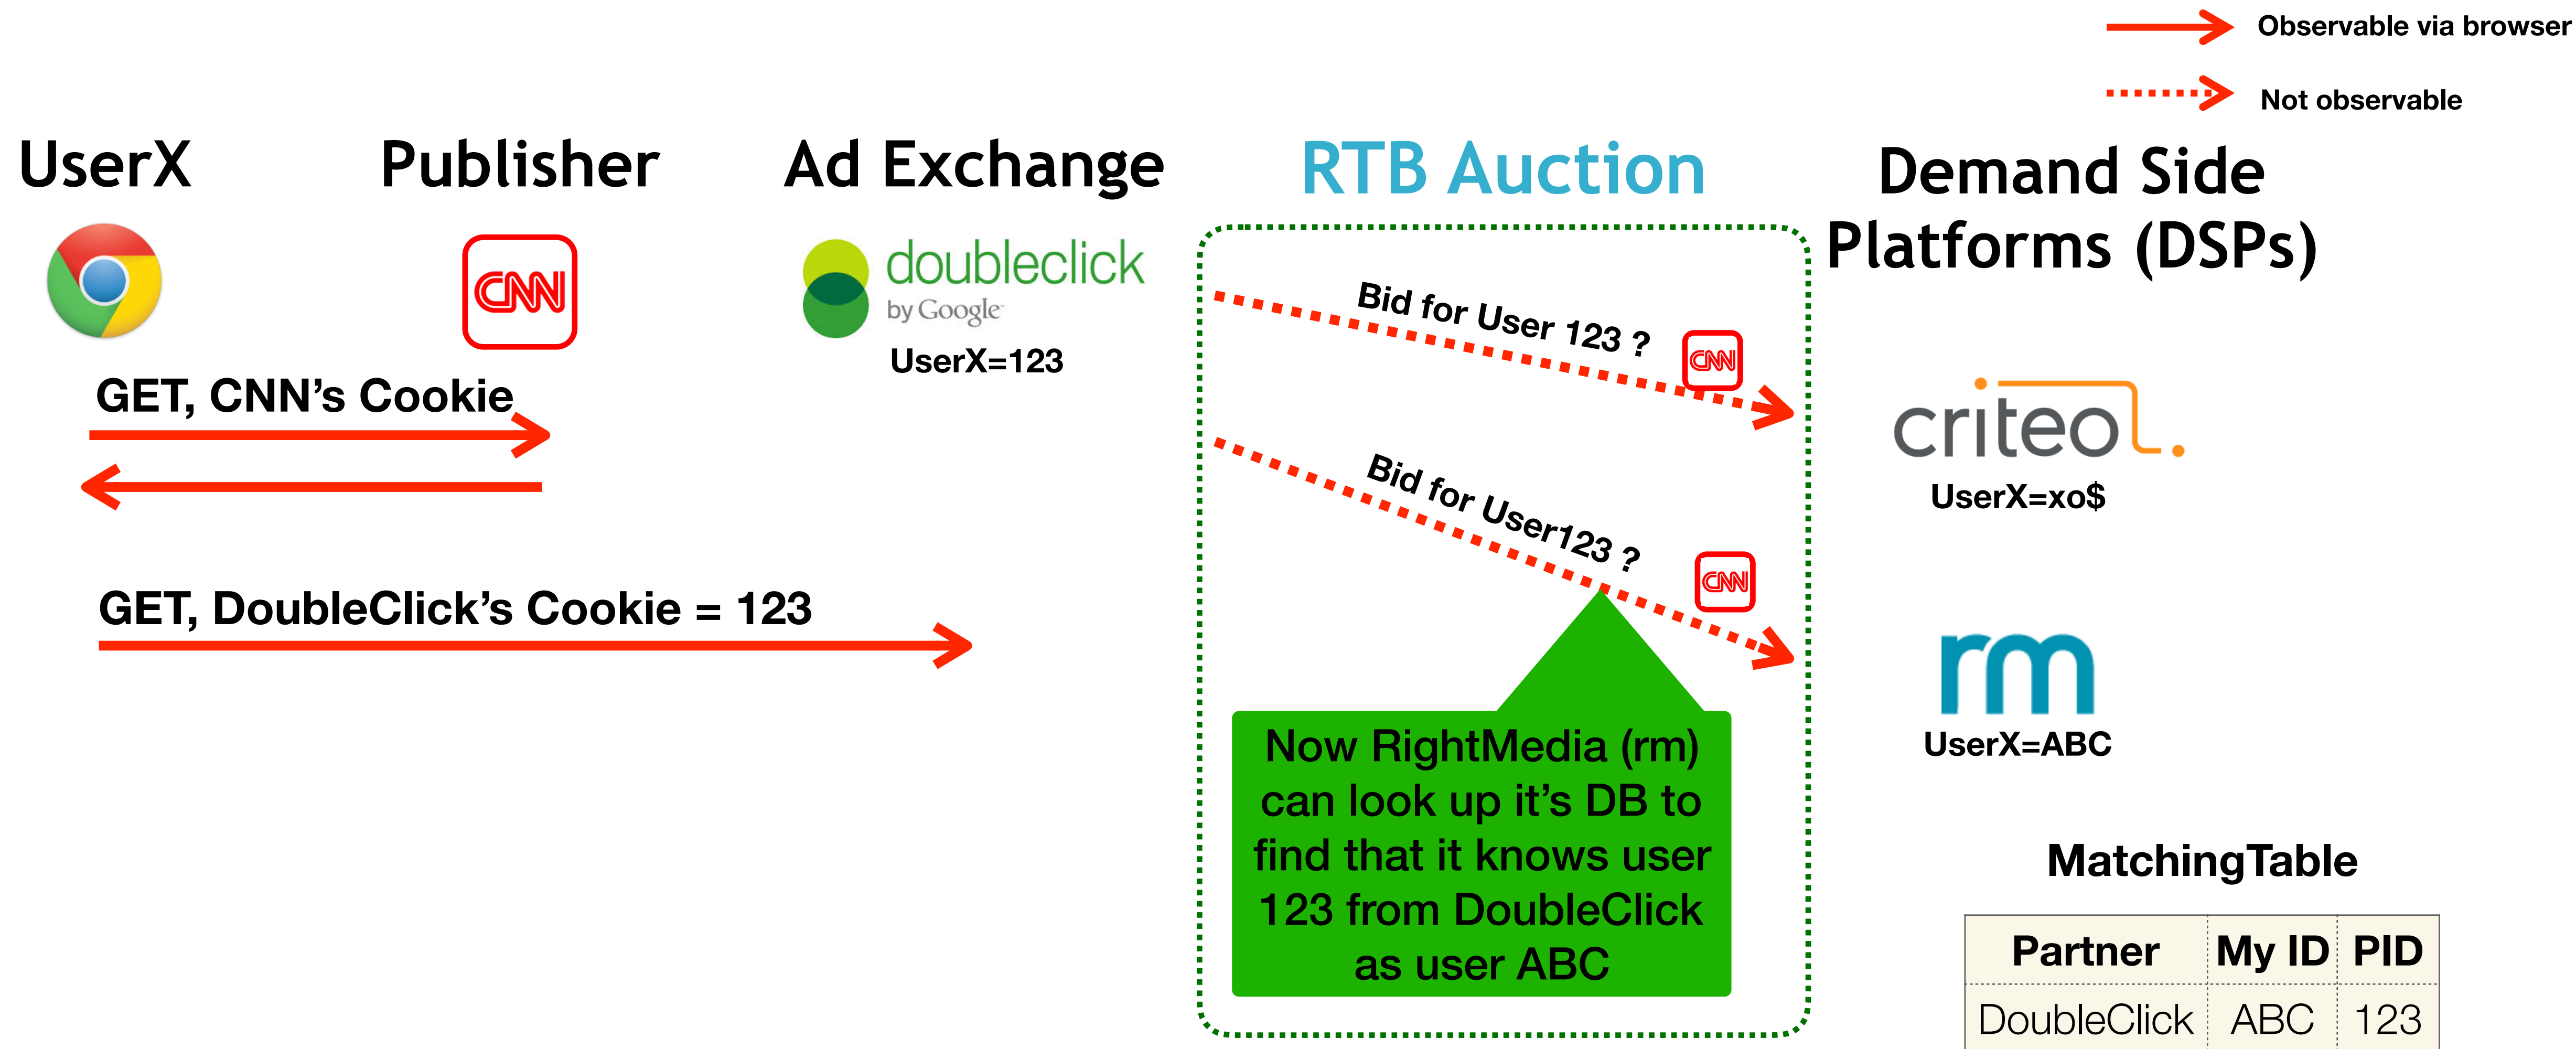 Observable via browser
Not observable
UserX
Publisher
Ad Exchange
RTB Auction
Demand Side
Platforms (DSPs)
CNN
doubleclick
by Google
UserX=123
GET, CNN's Cookie
Bid for User 123 ?
CNN
criteo
UserX=xo$
Bid for User123 ?
CNN
GET, DoubleClick's Cookie = 123
rm
UserX=ABC
Now RightMedia (rm)
can look up it's DB to
find that it knows user
123 from DoubleClick
as user ABC
MatchingTable
Partner My ID PID
DoubleClick ABC 123